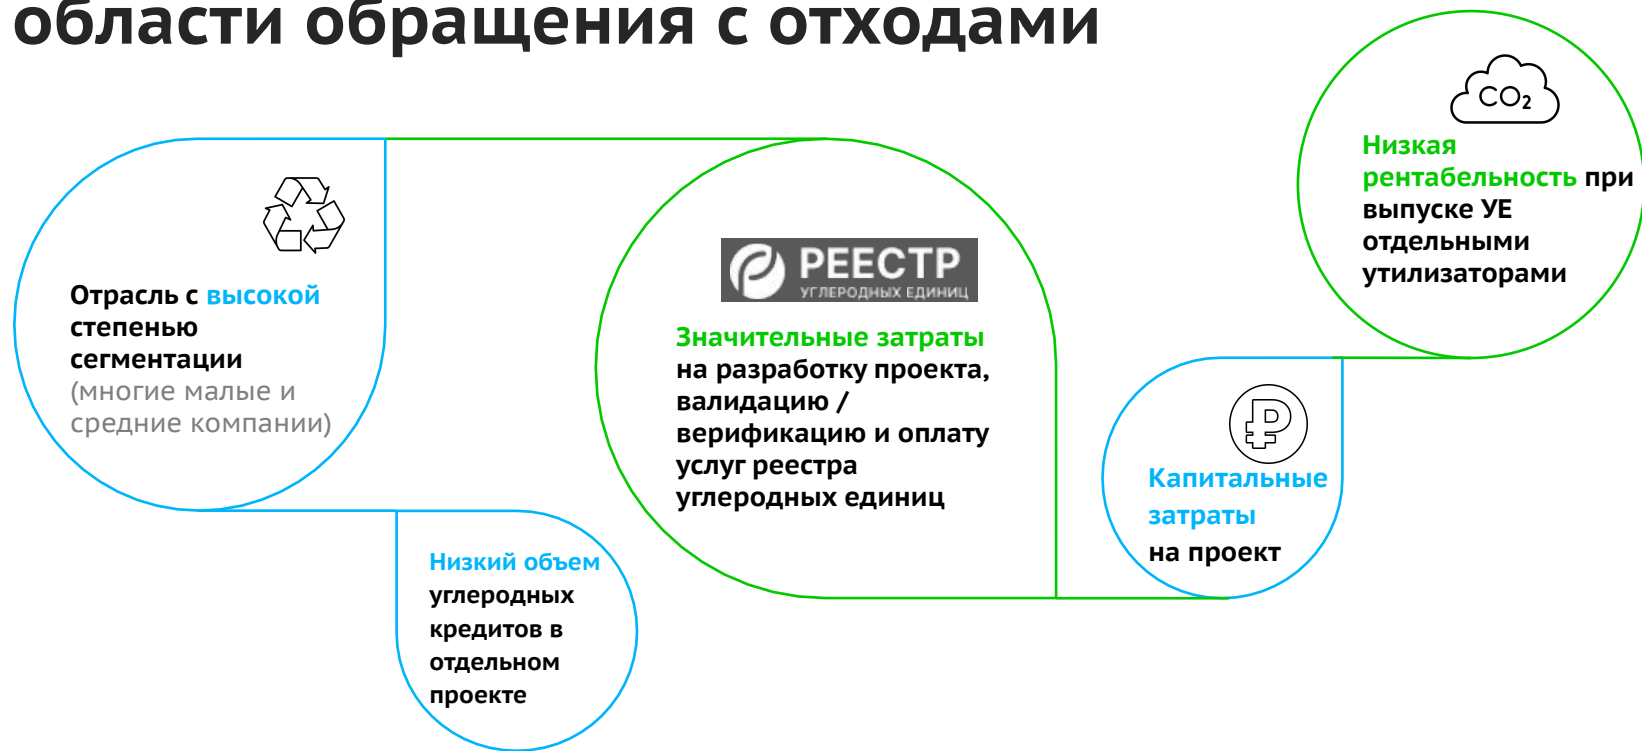 области обращения с отходами
Отрасль с высокой
степенью
сегментации
(многие малые и
средние компании)
Низкий объем
углеродных
кредитов в
отдельном
проекте
РЕЕСТР
УГЛЕРОДНЫХ ЕДИНИЦ
Значительные затраты
на разработку проекта,
валидацию /
верификацию и оплату
услуг реестра
углеродных единиц
Капитальные
затраты
на проект
CO₂
Низкая
рентабельность при
выпуске УЕ
отдельными
утилизаторами